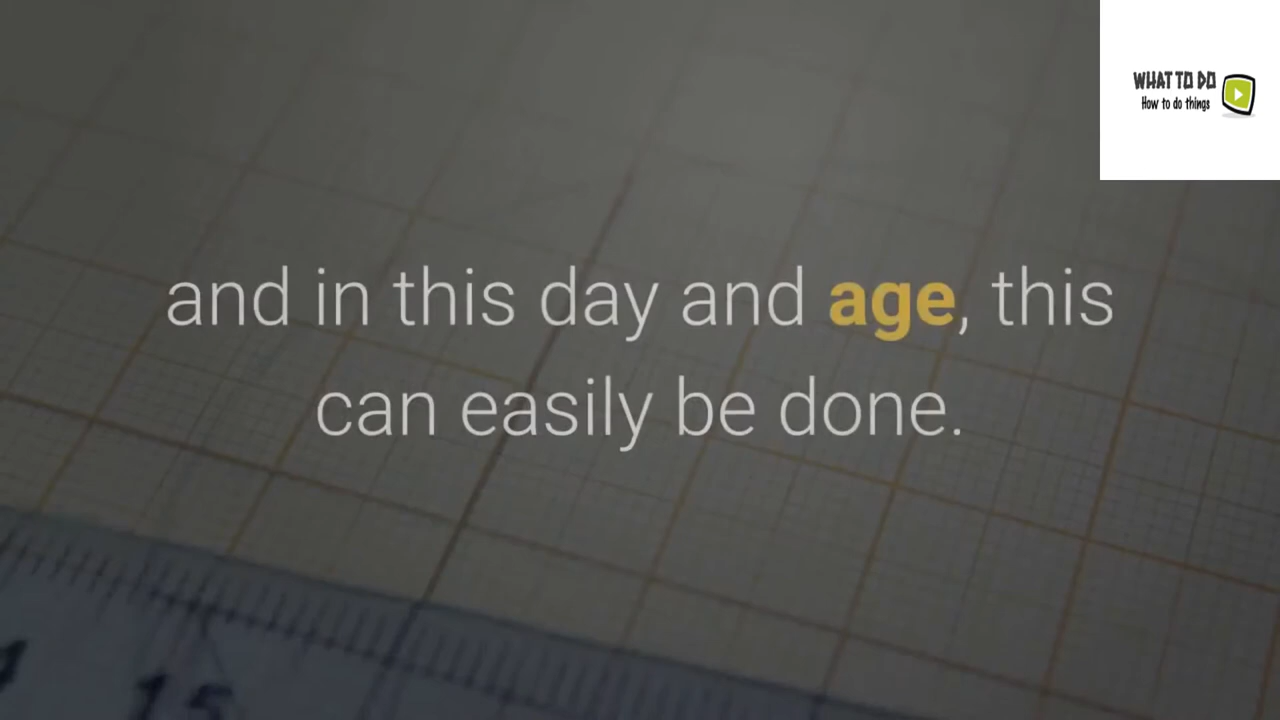 WHAT TO DO
How to do things
and in this day and age, this
can easily be done.
15